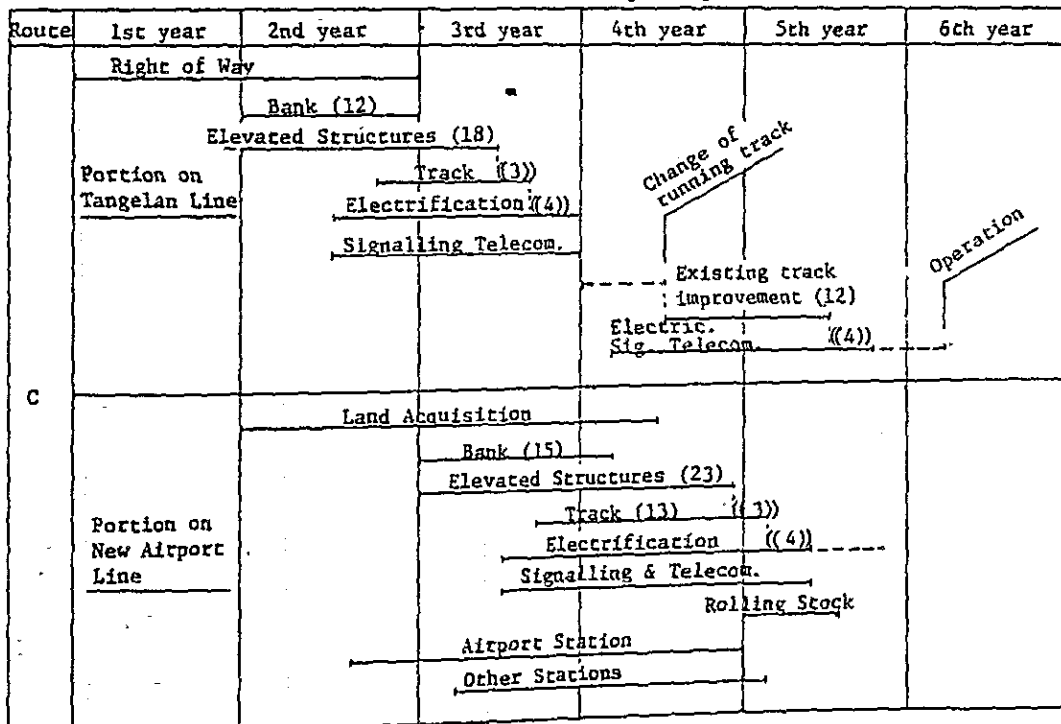 Route 1st year 2nd year 3rd year 4th year 5th year 6th year
Right of Way
Bank (12)
Elevated Structures (18)
Portion on
Tangelan Line
Track ((3))
Electrification ((4))
Signalling Telecom.
Change of
running track
Existing track
improvement (12)
Electric.
Sig. Telecom. ((4))
Operation
C
Land Acquisition
Bank (15)
Elevated Structures (23)
Portion on
New Airport
Line
Track (13) ((3))
Electrification ((4))
Signalling & Telecom.
Rolling Stock
Airport Station
Other Stations